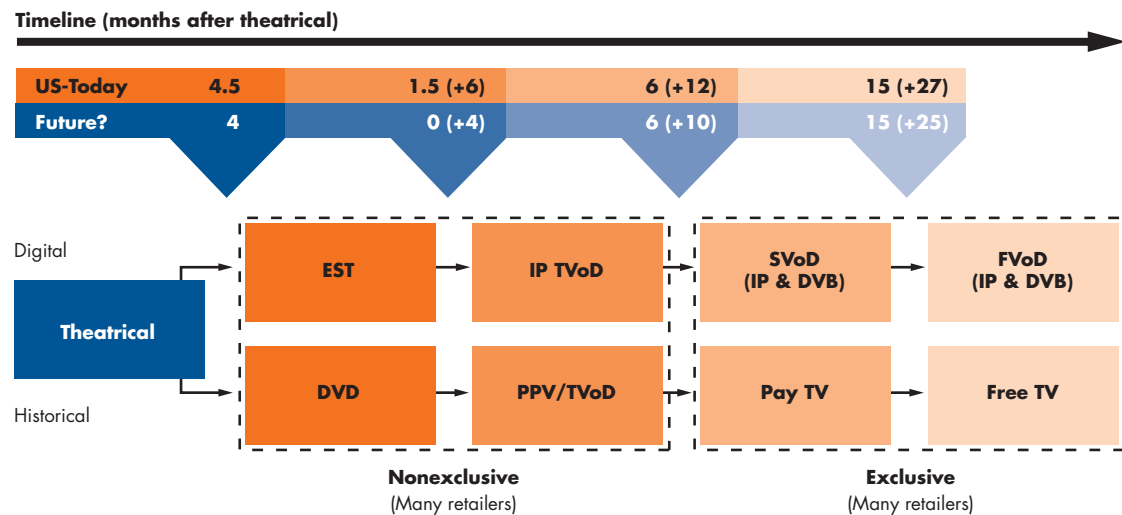 Timeline (months after theatrical)
US-Today 4.5 1.5 (+6) 6 (+12) 15 (+27)
Future? 4 0 (+4) 6 (+10) 15 (+25)
Digital
EST
IP TVoD
SVoD
(IP & DVB)
FVoD
(IP & DVB)
Theatrical
DVD
PPV/TVoD
Pay TV
Free TV
Historical
Nonexclusive
(Many retailers)
Exclusive
(Many retailers)